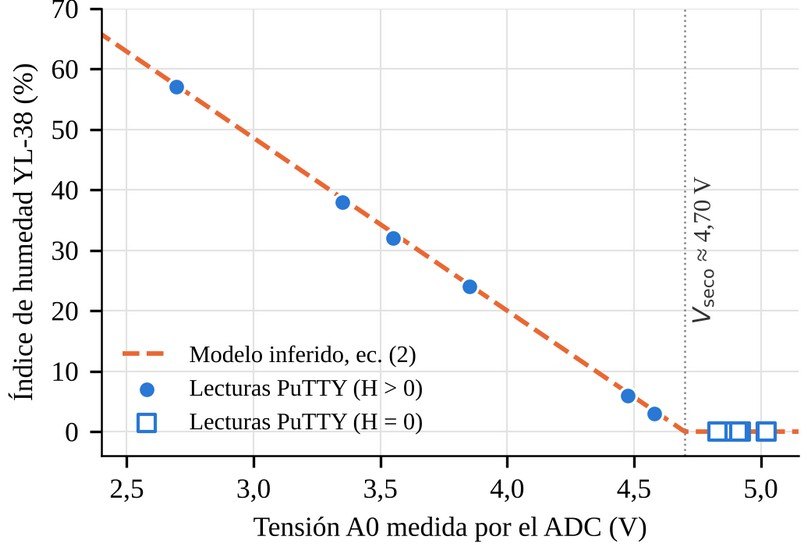 70
60
50
40
30
20
10
0
Índice de humedad YL-38 (%)
V seco ≈ 4,70 V
Modelo inferido, ec. (2)
Lecturas PuTTY (H > 0)
Lecturas PuTTY (H = 0)
2,5 3,0 3,5 4,0 4,5 5,0
Tensión A0 medida por el ADC (V)